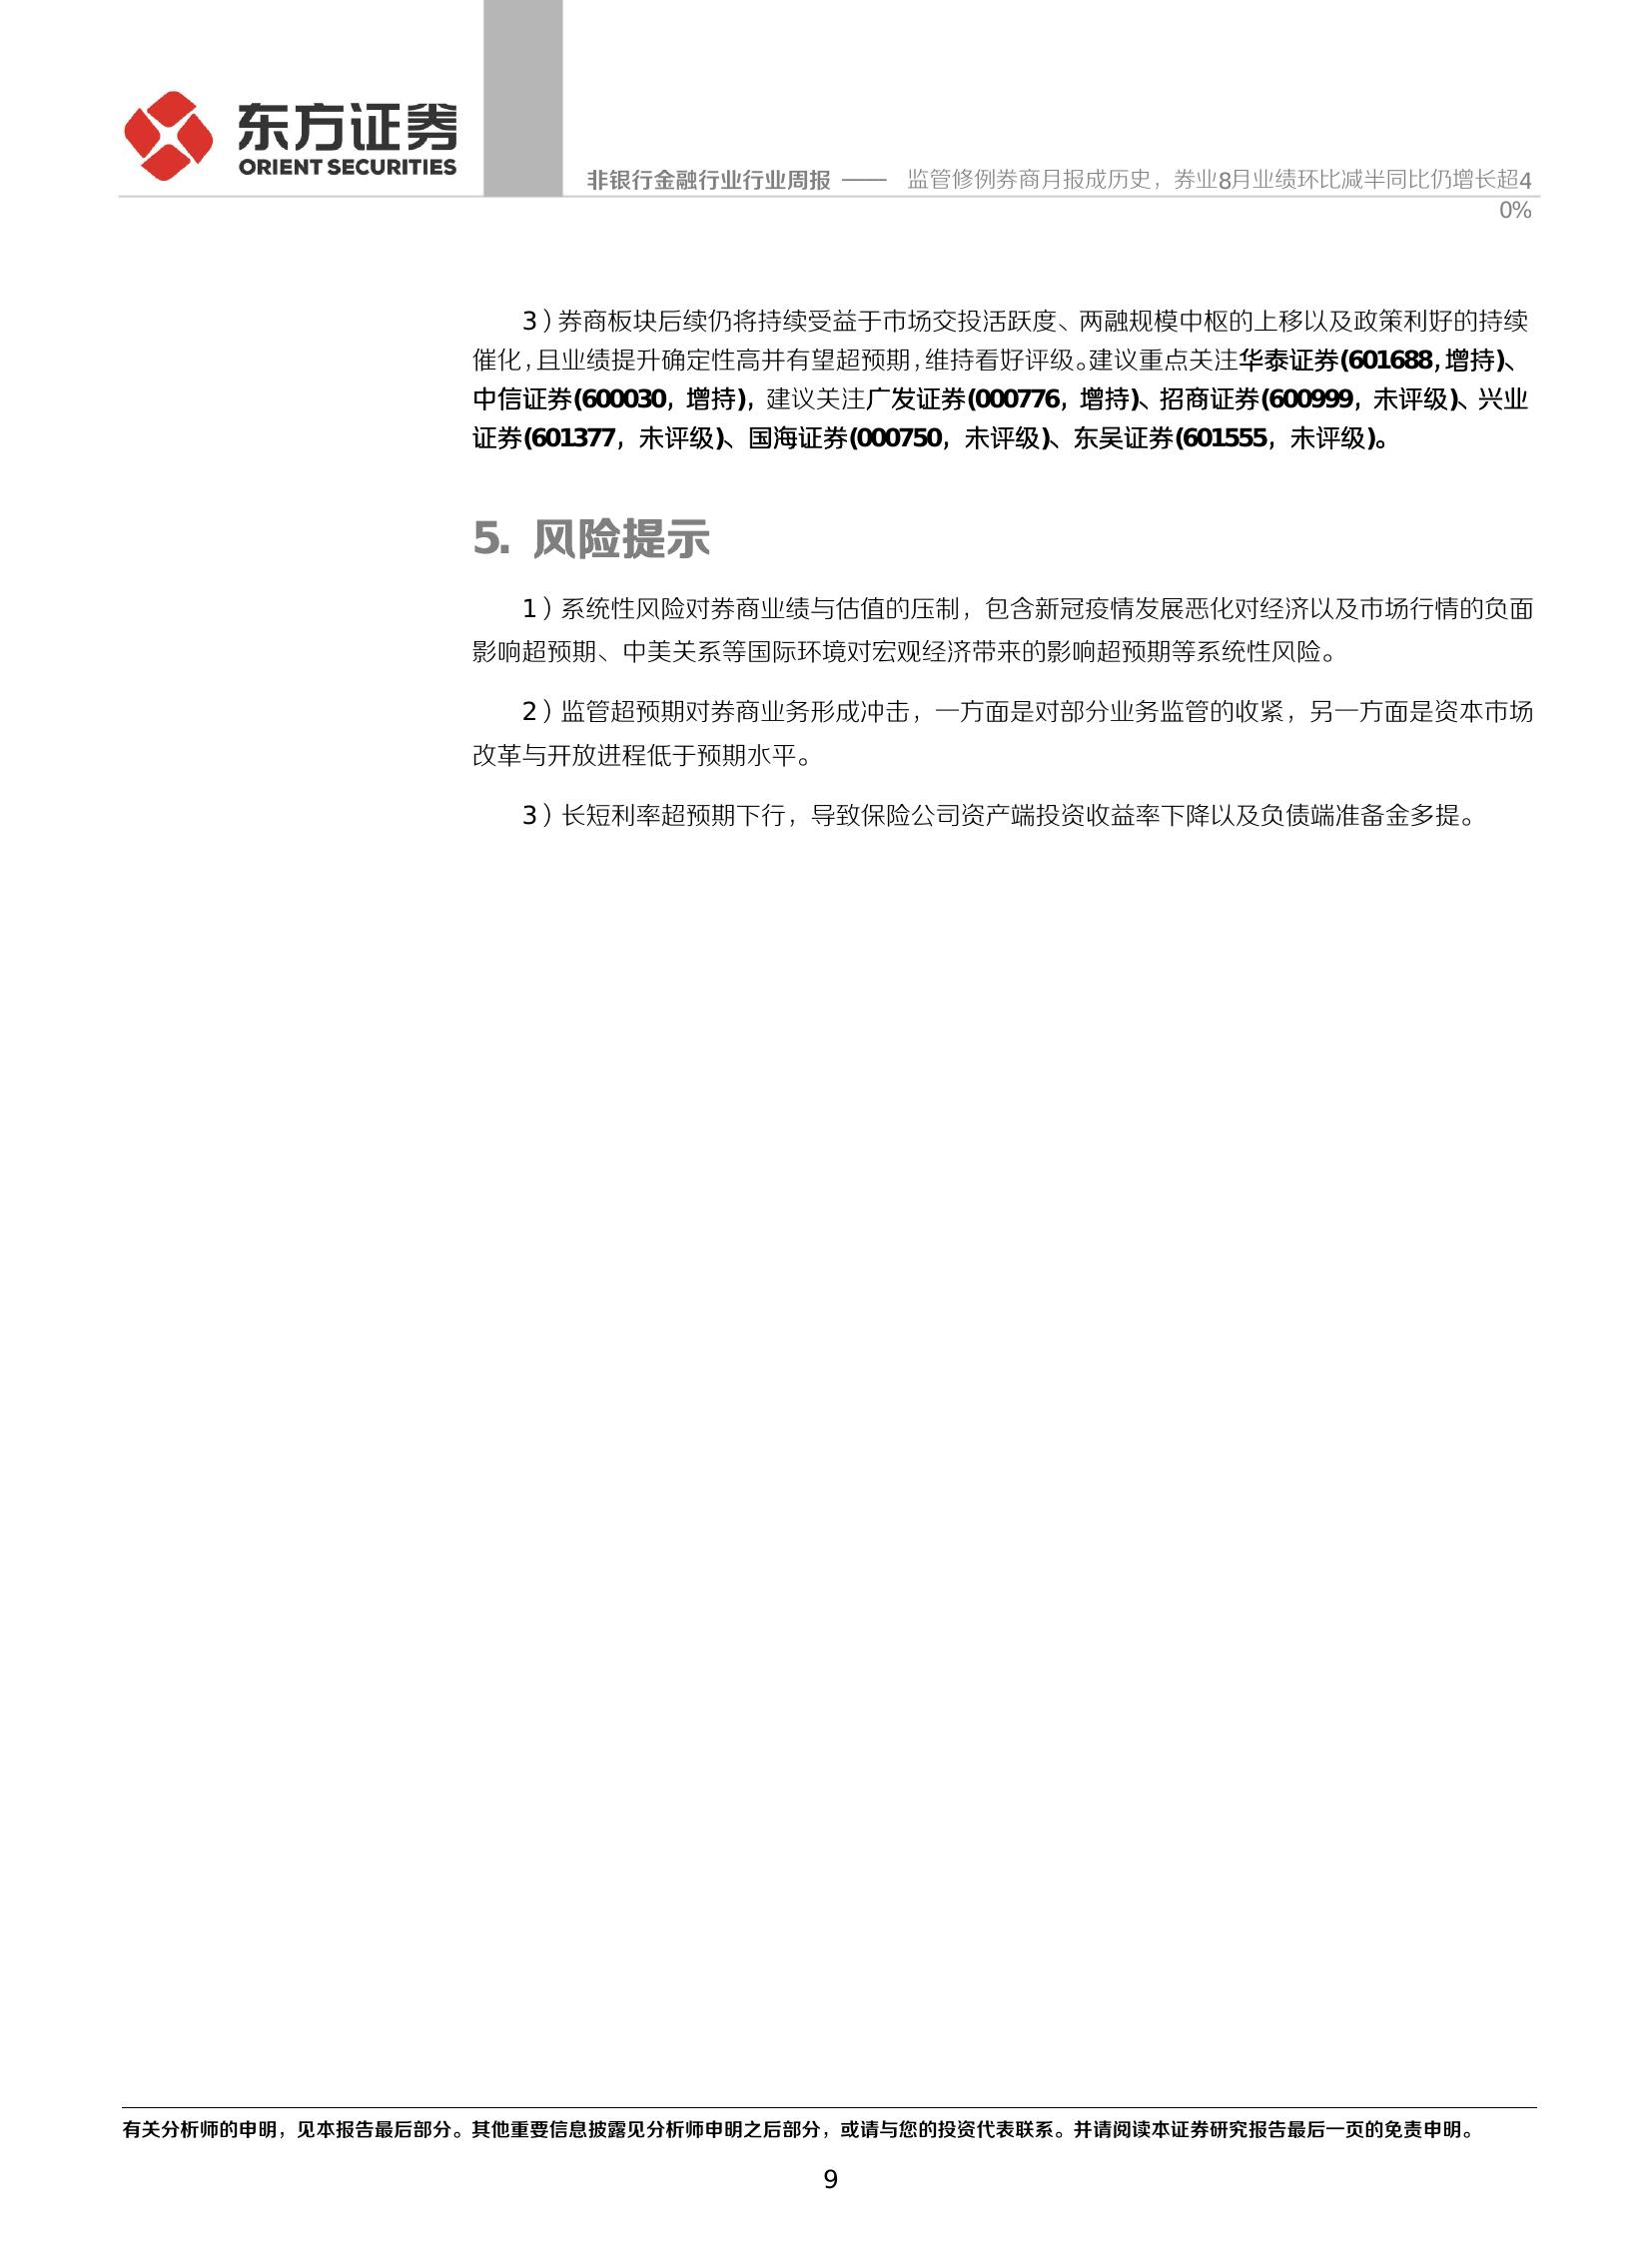 东方证券
ORIENT SECURITIES
非银行金融行业行业周报 —— 监管修例券商月报成历史，券业8月业绩环比减半同比仍增长超4
0%
3）券商板块后续仍将持续受益于市场交投活跃度、两融规模中枢的上移以及政策利好的持续
催化，且业绩提升确定性高并有望超预期，维持看好评级。建议重点关注华泰证券(601688，增持)、
中信证券(600030，增持)，建议关注广发证券(000776，增持)、招商证券(600999，未评级)、兴业
证券(601377，未评级)、国海证券(000750，未评级)、东吴证券(601555，未评级)。
5. 风险提示
1）系统性风险对券商业绩与估值的压制，包含新冠疫情发展恶化对经济以及市场行情的负面
影响超预期、中美关系等国际环境对宏观经济带来的影响超预期等系统性风险。
2）监管超预期对券商业务形成冲击，一方面是对部分业务监管的收紧，另一方面是资本市场
改革与开放进程低于预期水平。
3）长短利率超预期下行，导致保险公司资产端投资收益率下降以及负债端准备金多提。
有关分析师的申明，见本报告最后部分。其他重要信息披露见分析师申明之后部分，或请与您的投资代表联系。并请阅读本证券研究报告最后一页的免责申明。
9